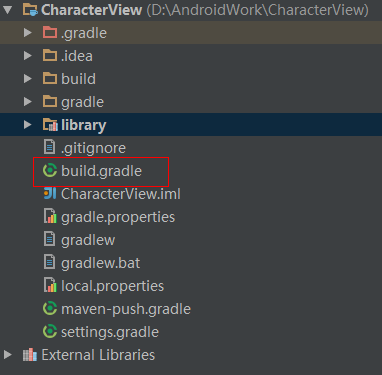 CharacterView (D:\AndroidWork\CharacterView)
.gradle
.idea
build
gradle
library
.gitignore
build.gradle
CharacterView.iml
gradle.properties
gradlew
gradlew.bat
local.properties
maven-push.gradle
settings.gradle
External Libraries